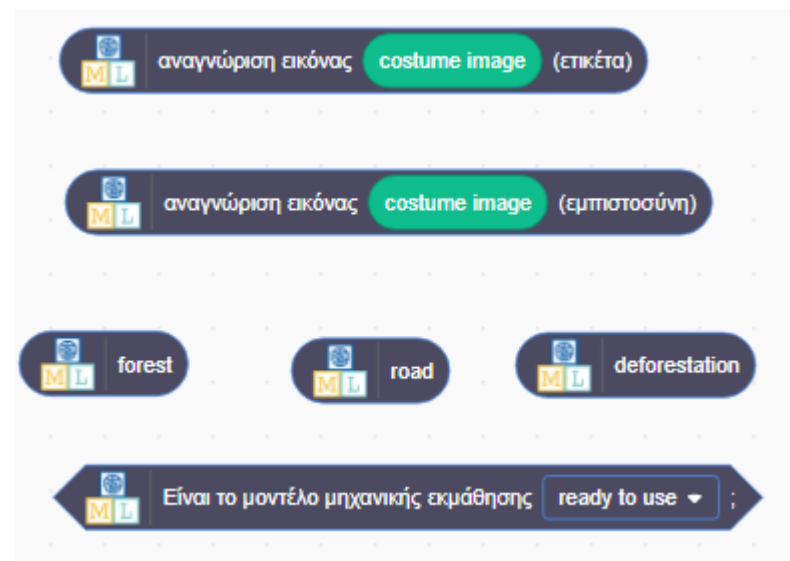 ML αναγνώριση εικόνας costume image (ετικέτα)
ML αναγνώριση εικόνας costume image (εμπιστοσύνη)
ML forest ML road ML deforestation
ML Είναι το μοντέλο μηχανικής εκμάθησης ready to use ;